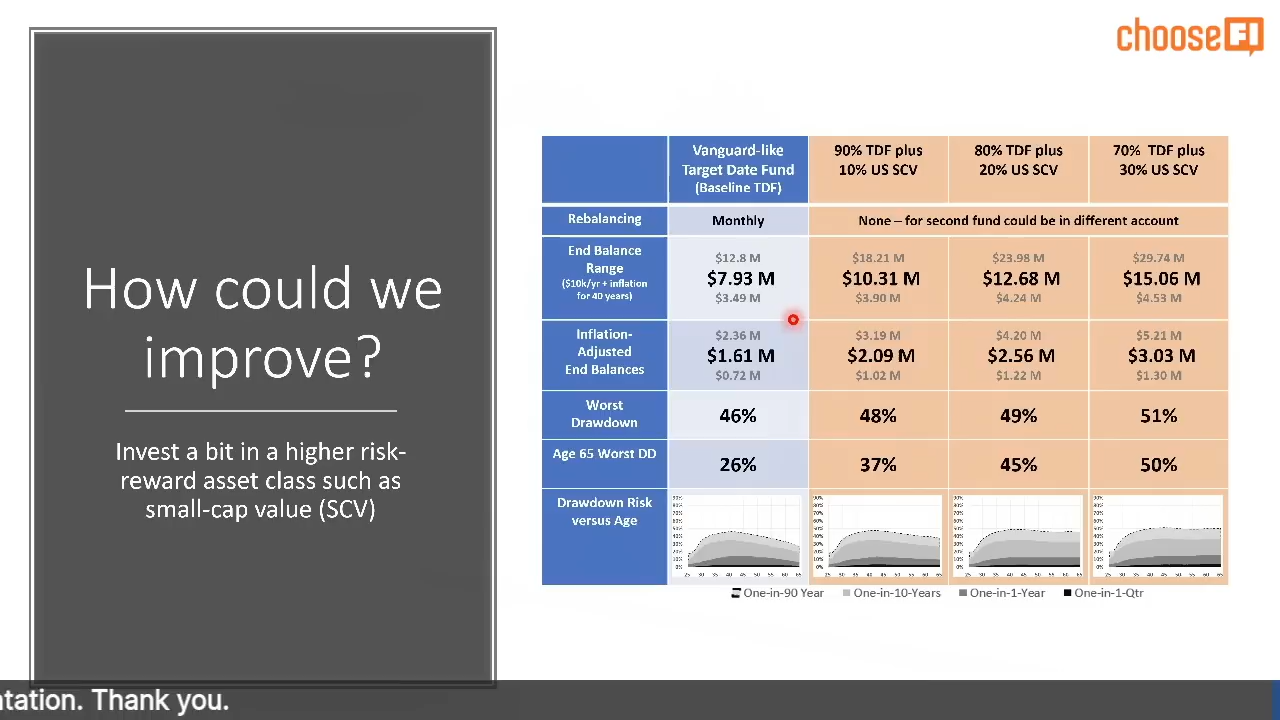 chooseFI
How could we
improve?
Invest a bit in a higher risk-
reward asset class such as
small-cap value (SCV)
Vanguard-like
Target Date Fund
(Baseline TDF)
90% TDF plus
10% US SCV
80% TDF plus
20% US SCV
70% TDF plus
30% US SCV
Rebalancing
Monthly
None – for second fund could be in different account
End Balance
Range
($10k/yr + inflation
for 40 years)
$12.8 M
$7.93 M
$3.49 M
$18.21 M
$10.31 M
$3.90 M
$23.98 M
$12.68 M
$4.24 M
$29.74 M
$15.06 M
$4.53 M
Inflation-
Adjusted
End Balances
$2.36 M
$1.61 M
$0.72 M
$3.19 M
$2.09 M
$1.02 M
$4.20 M
$2.56 M
$1.22 M
$5.21 M
$3.03 M
$1.30 M
Worst
Drawdown
46%
48%
49%
51%
Age 65 Worst DD
26%
37%
45%
50%
Drawdown Risk
versus Age
One-in-90 Year One-in-10-Years One-in-1-Year One-in-1-Qtr
ntation. Thank you.